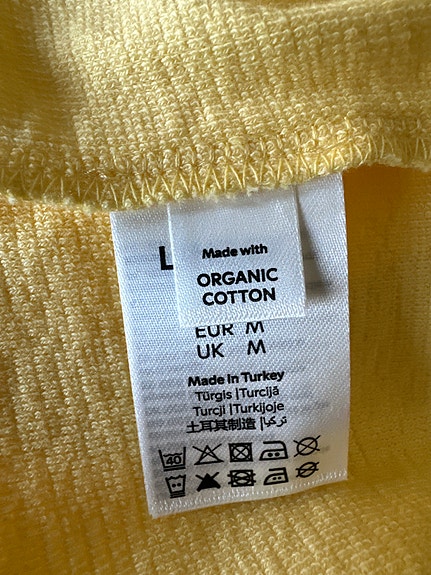 Made with
ORGANIC
COTTON
L
EUR M
UK M
Made in Turkey
Türgis |Turcijā
Turcji |Turkijoje
土耳其制造 |تركيا
40